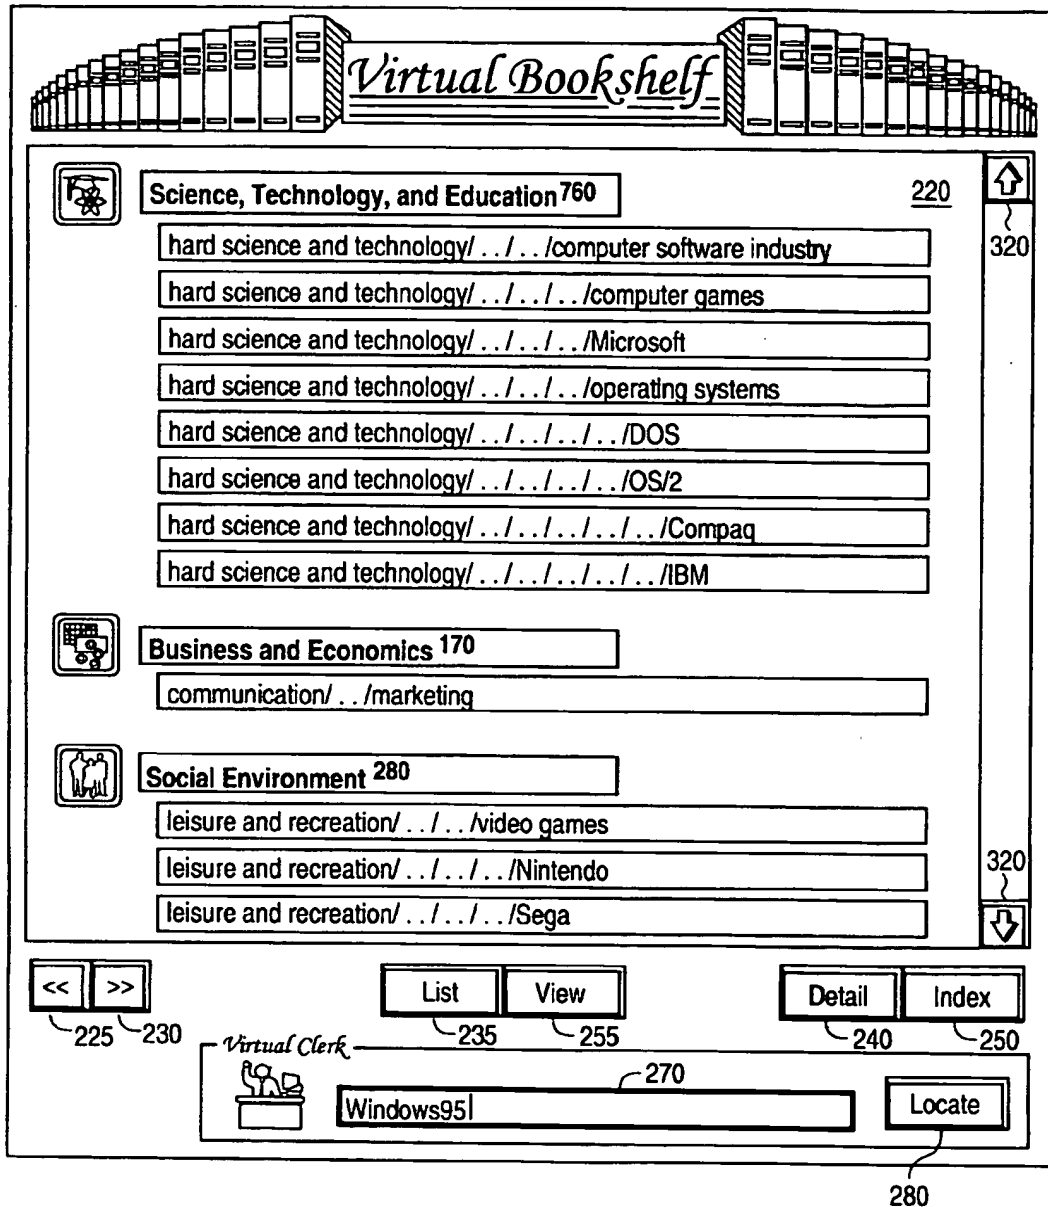 Virtual Bookshelf
Science, Technology, and Education 760
220
320
hard science and technology/ . . / . . /computer software industry
hard science and technology/ . . / . . / . . /computer games
hard science and technology/ . . / . . / . . /Microsoft
hard science and technology/ . . / . . / . . /operating systems
hard science and technology/ . . / . . / . . / . . /DOS
hard science and technology/ . . / . . / . . / . . /OS/2
hard science and technology/ . . / . . / . . / . . / . . /Compaq
hard science and technology/ . . / . . / . . / . . / . . /IBM
Business and Economics 170
communication/ . . /marketing
Social Environment 280
leisure and recreation/ . . / . . /video games
leisure and recreation/ . . / . . / . . /Nintendo
320
leisure and recreation/ . . / . . / . . /Sega
<< >> List View Detail Index
225 230 235 255 240 250
Virtual Clerk
270
Windows95
Locate
280